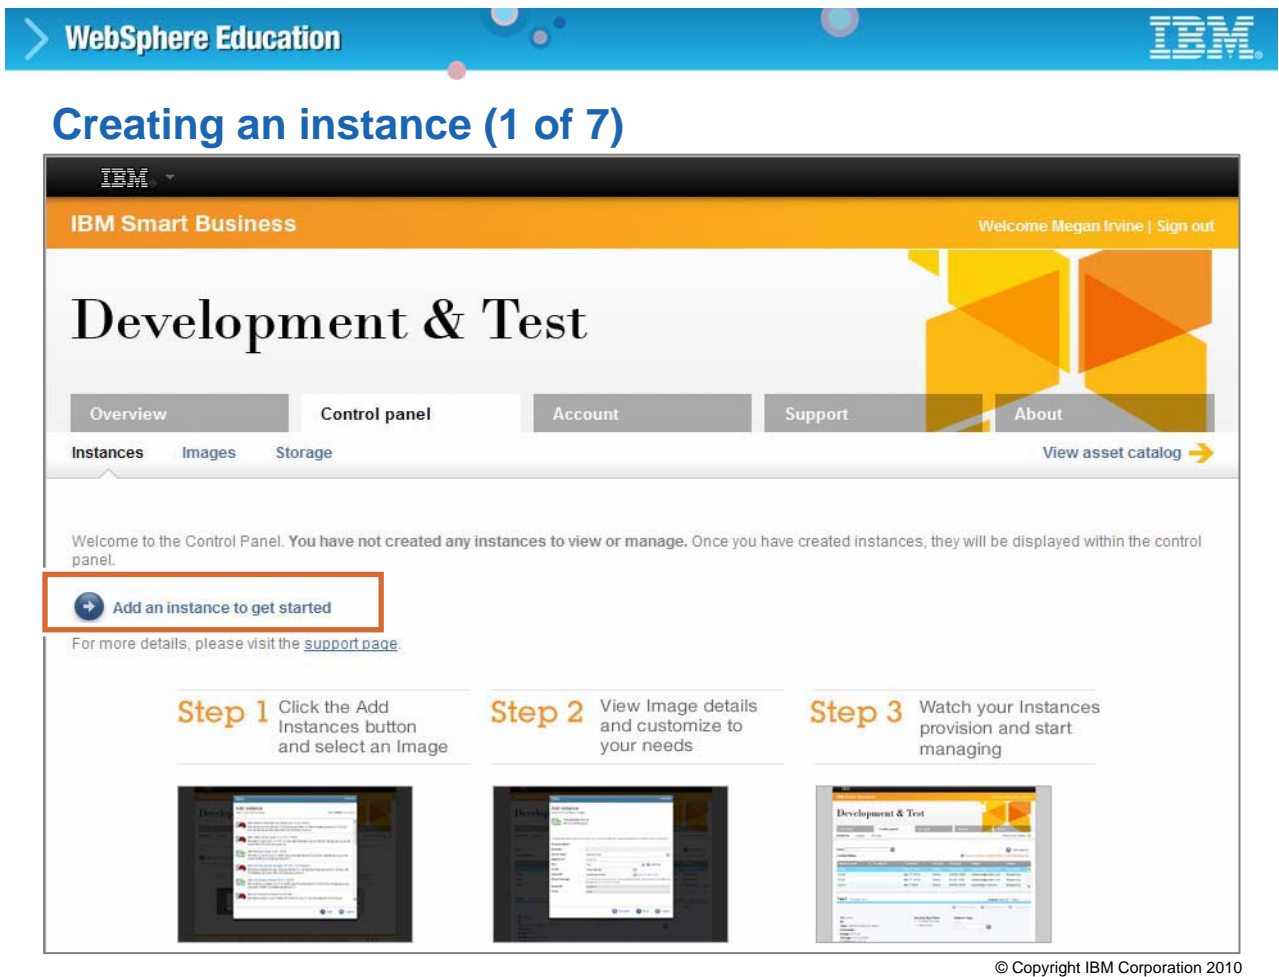 WebSphere Education
IBM
Creating an instance (1 of 7)
IBM
IBM Smart Business
Welcome Megan Irvine | Sign out
Development & Test
Overview
Control panel
Account
Support
About
Instances
Images
Storage
View asset catalog
Welcome to the Control Panel. You have not created any instances to view or manage. Once you have created instances, they will be displayed within the control
panel.
Add an instance to get started
For more details, please visit the support page.
Step 1
Click the Add
Instances button
and select an Image
Step 2
View Image details
and customize to
your needs
Step 3
Watch your Instances
provision and start
managing
Development & Test
© Copyright IBM Corporation 2010